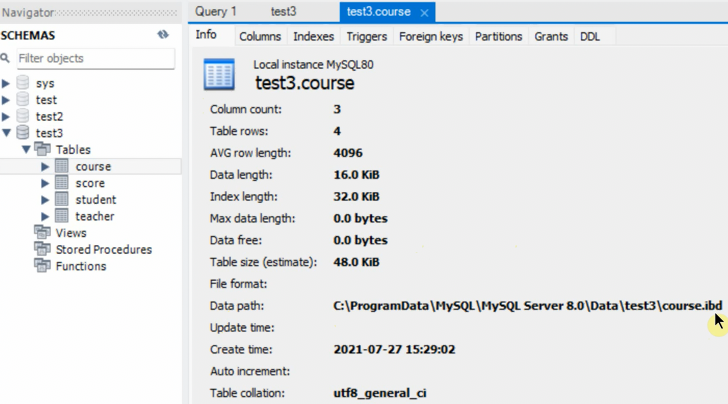 Navigator
Query 1 test3 test3.course
SCHEMAS
Info Columns Indexes Triggers Foreign keys Partitions Grants DDL
Filter objects
sys
test
test2
test3
Tables
course
score
student
teacher
Views
Stored Procedures
Functions
Local instance MySQL80
test3.course
Column count: 3
Table rows: 4
AVG row length: 4096
Data length: 16.0 KiB
Index length: 32.0 KiB
Max data length: 0.0 bytes
Data free: 0.0 bytes
Table size (estimate): 48.0 KiB
File format:
Data path: C:\ProgramData\MySQL\MySQL Server 8.0\Data\test3\course.ibd
Update time:
Create time: 2021-07-27 15:29:02
Auto increment:
Table collation: utf8_general_ci